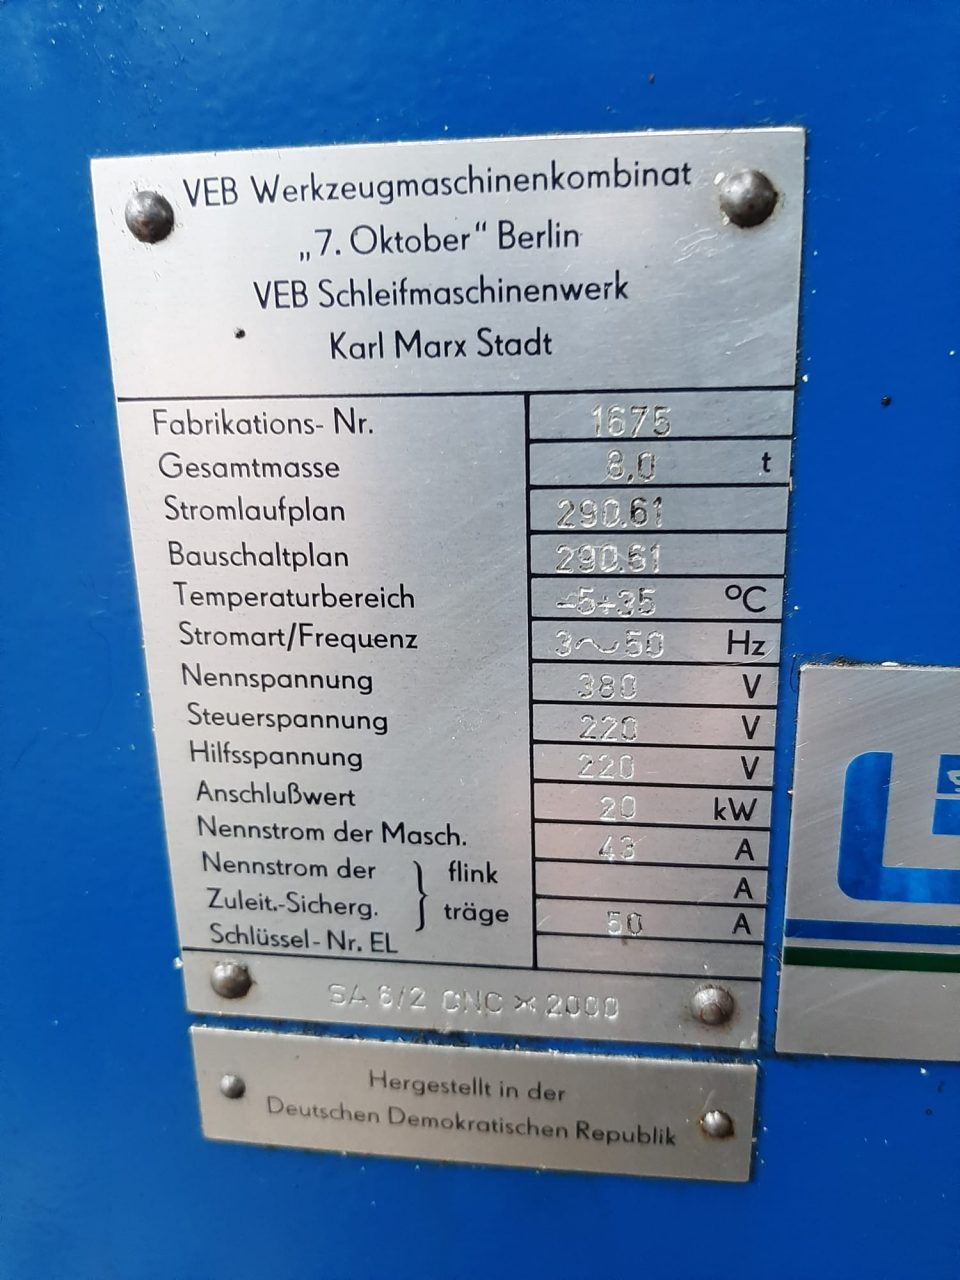 VEB Werkzeugmaschinenkombinat
„7. Oktober“ Berlin
VEB Schleifmaschinenwerk
Karl Marx Stadt
Fabrikations- Nr. 1675
Gesamtmasse 8,0 t
Stromlaufplan 290.61
Bauschaltplan 290.61
Temperaturbereich -5+35 °C
Stromart/Frequenz 3~50 Hz
Nennspannung 380 V
Steuerspannung 220 V
Hilfsspannung 220 V
Anschlußwert 20 kW
Nennstrom der Masch. 43 A
Nennstrom der } flink A
Zuleit.-Sicherg. } träge 50 A
Schlüssel-Nr. EL
SA 6/2 CNC × 2000
Hergestellt in der
Deutschen Demokratischen Republik